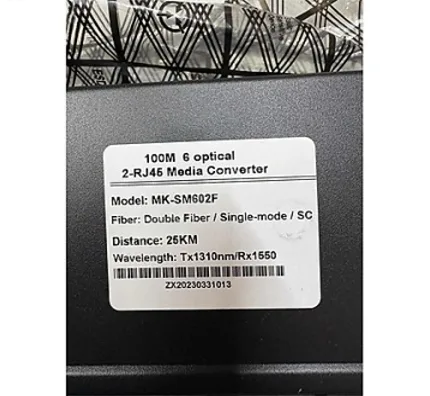 100M 6 optical
2-RJ45 Media Converter
Model: MK-SM602F
Fiber: Double Fiber / Single-mode / SC
Distance: 25KM
Wavelength: Tx1310nm/Rx1550
ZX20230331013